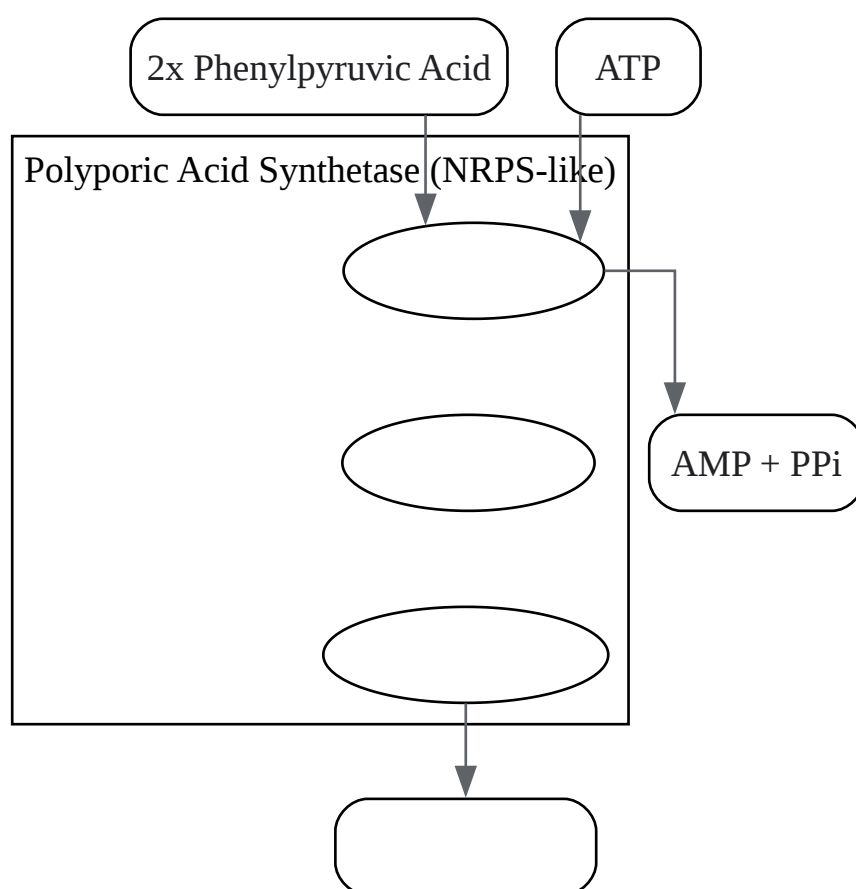 2x Phenylpyruvic Acid
ATP
Polyporic Acid Synthetase (NRPS-like)
AMP + PPi